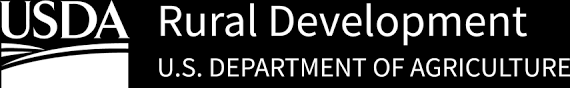 USDA
Rural Development
U.S. DEPARTMENT OF AGRICULTURE